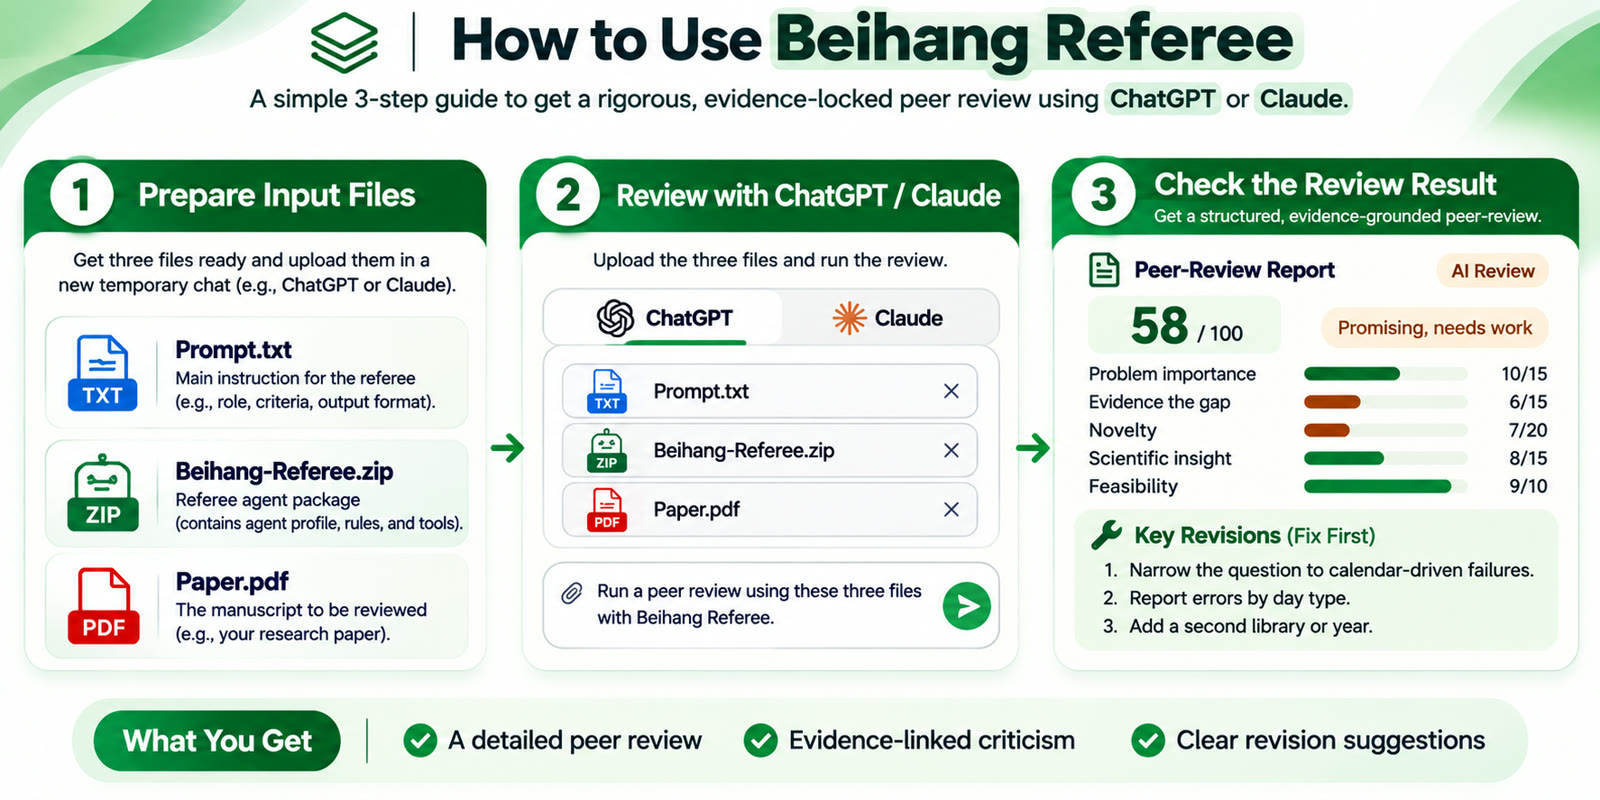 How to Use Beihang Referee
A simple 3-step guide to get a rigorous, evidence-locked peer review using ChatGPT or Claude.
1 Prepare Input Files
Get three files ready and upload them in a
new temporary chat (e.g., ChatGPT or Claude).
TXT
Prompt.txt
Main instruction for the referee
(e.g., role, criteria, output format).
ZIP
Beihang-Referee.zip
Referee agent package
(contains agent profile, rules, and tools).
PDF
Paper.pdf
The manuscript to be reviewed
(e.g., your research paper).
2 Review with ChatGPT / Claude
Upload the three files and run the review.
ChatGPT Claude
TXT Prompt.txt
ZIP Beihang-Referee.zip
PDF Paper.pdf
Run a peer review using these three files
with Beihang Referee.
3 Check the Review Result
Get a structured, evidence-grounded peer-review.
Peer-Review Report AI Review
58 / 100 Promising, needs work
Problem importance 10/15
Evidence the gap 6/15
Novelty 7/20
Scientific insight 8/15
Feasibility 9/10
Key Revisions (Fix First)
1. Narrow the question to calendar-driven failures.
2. Report errors by day type.
3. Add a second library or year.
What You Get
A detailed peer review
Evidence-linked criticism
Clear revision suggestions